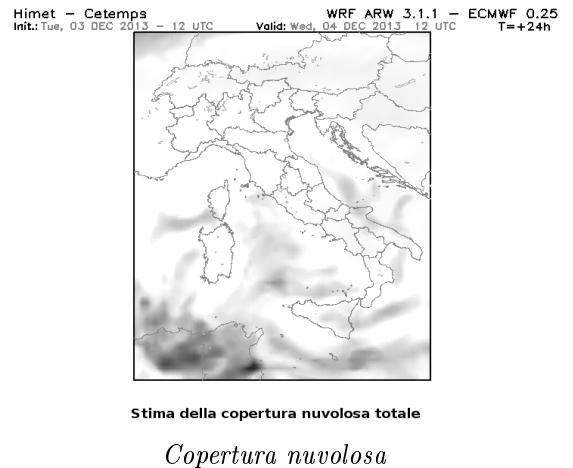 Himet – Cetemps WRF ARW 3.1.1 – ECMWF 0.25
Init.: Tue, 03 DEC 2013 – 12 UTC Valid: Wed, 04 DEC 2013 12 UTC T=+24h
Stima della copertura nuvolosa totale
Copertura nuvolosa